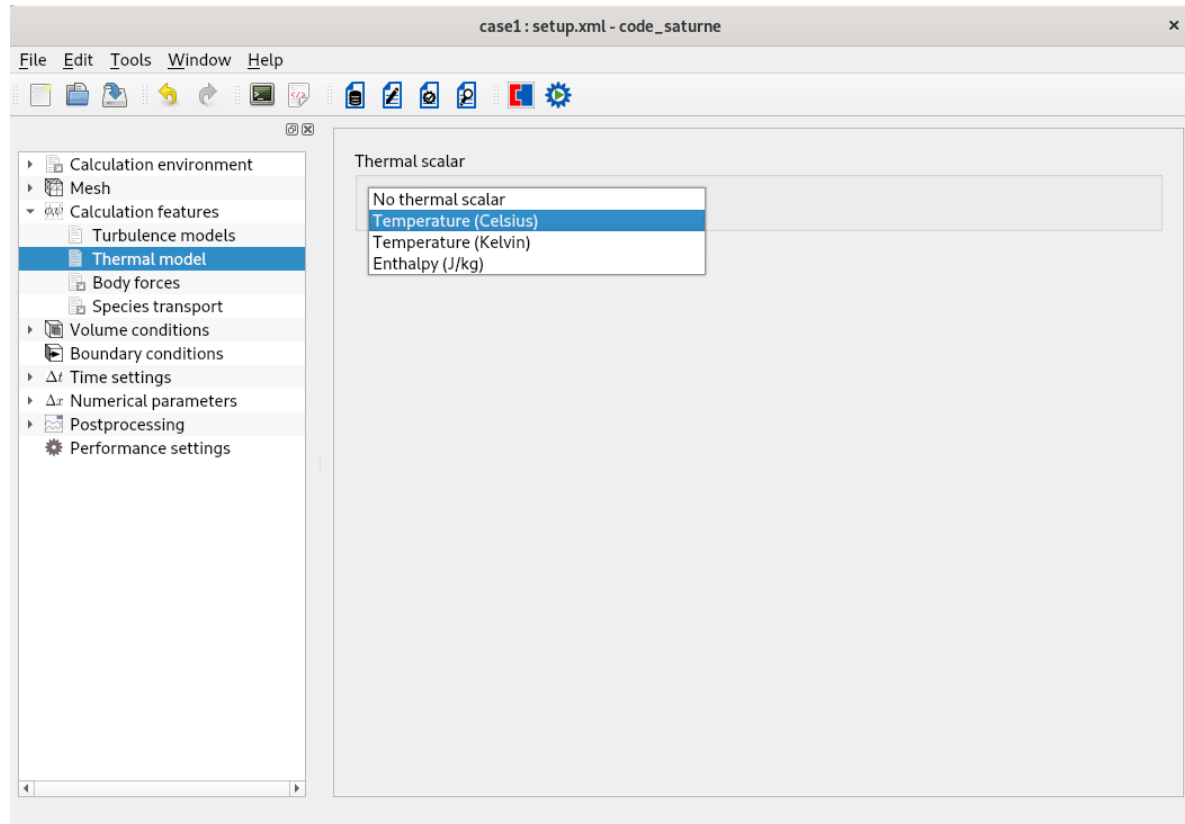 case1 : setup.xml - code_saturne
File Edit Tools Window Help
Calculation environment
Mesh
Calculation features
Turbulence models
Thermal model
Body forces
Species transport
Volume conditions
Boundary conditions
Δt Time settings
Δx Numerical parameters
Postprocessing
Performance settings
Thermal scalar
No thermal scalar
Temperature (Celsius)
Temperature (Kelvin)
Enthalpy (J/kg)